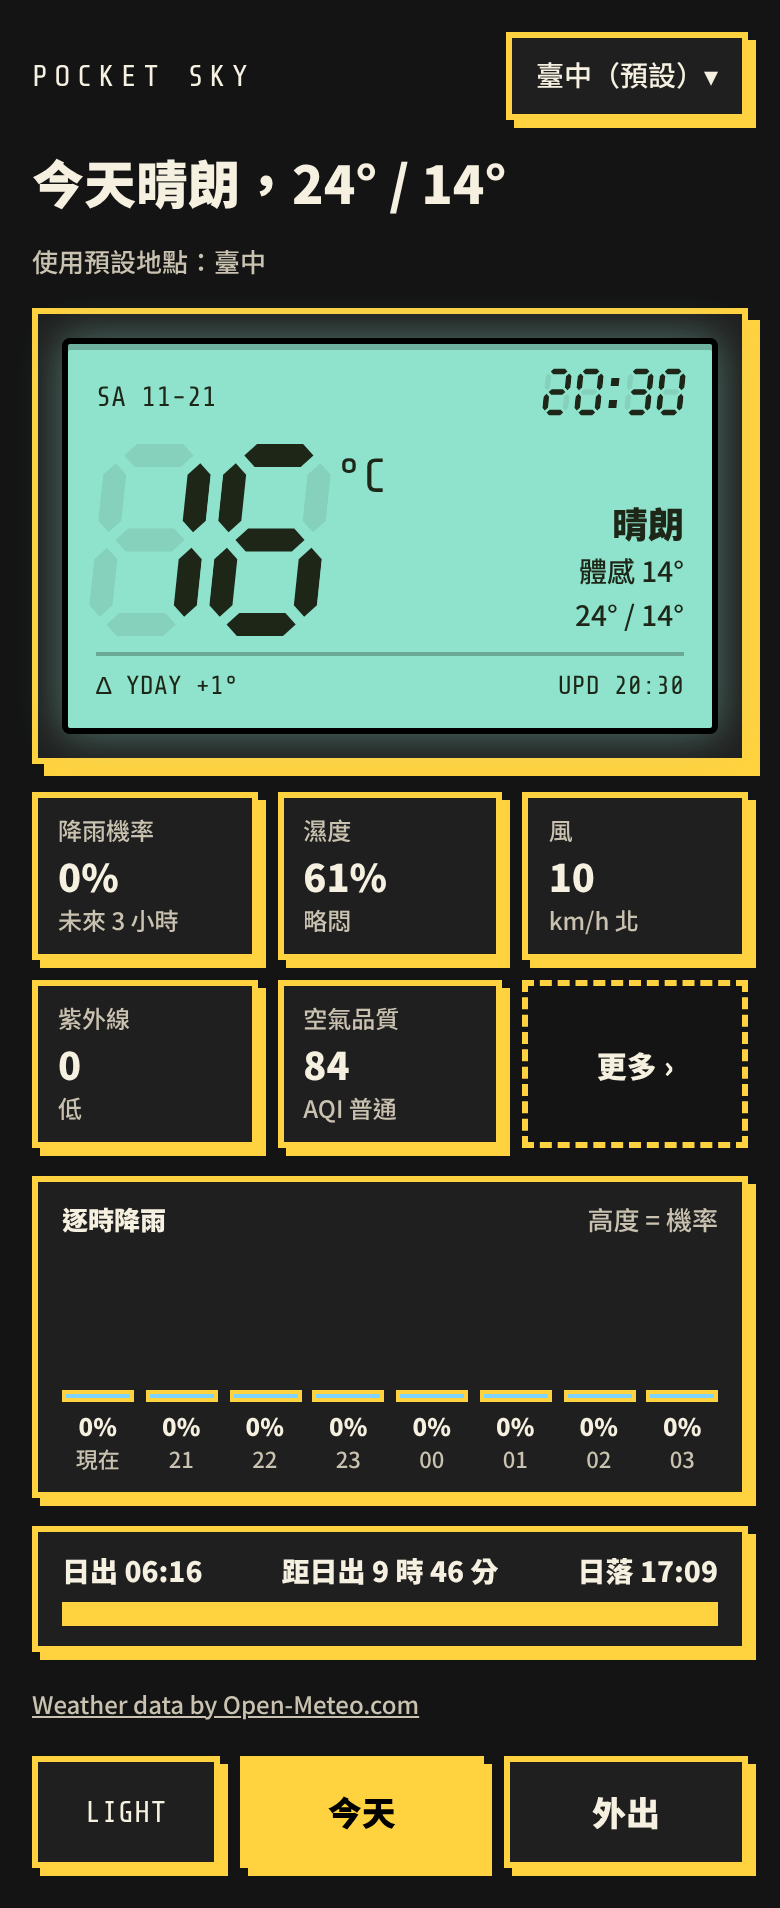 POCKET SKY
臺中（預設）▼
今天晴朗，24° / 14°
使用預設地點：臺中
SA 11-21
20:30
16 °C
晴朗
體感 14°
24° / 14°
Δ YDAY +1°
UPD 20:30
降雨機率
0%
未來 3 小時
濕度
61%
略悶
風
10
km/h 北
紫外線
0
低
空氣品質
84
AQI 普通
更多 ›
逐時降雨
高度 = 機率
0% 0% 0% 0% 0% 0% 0% 0%
現在 21 22 23 00 01 02 03
日出 06:16
距日出 9 時 46 分
日落 17:09
Weather data by Open-Meteo.com
LIGHT
今天
外出